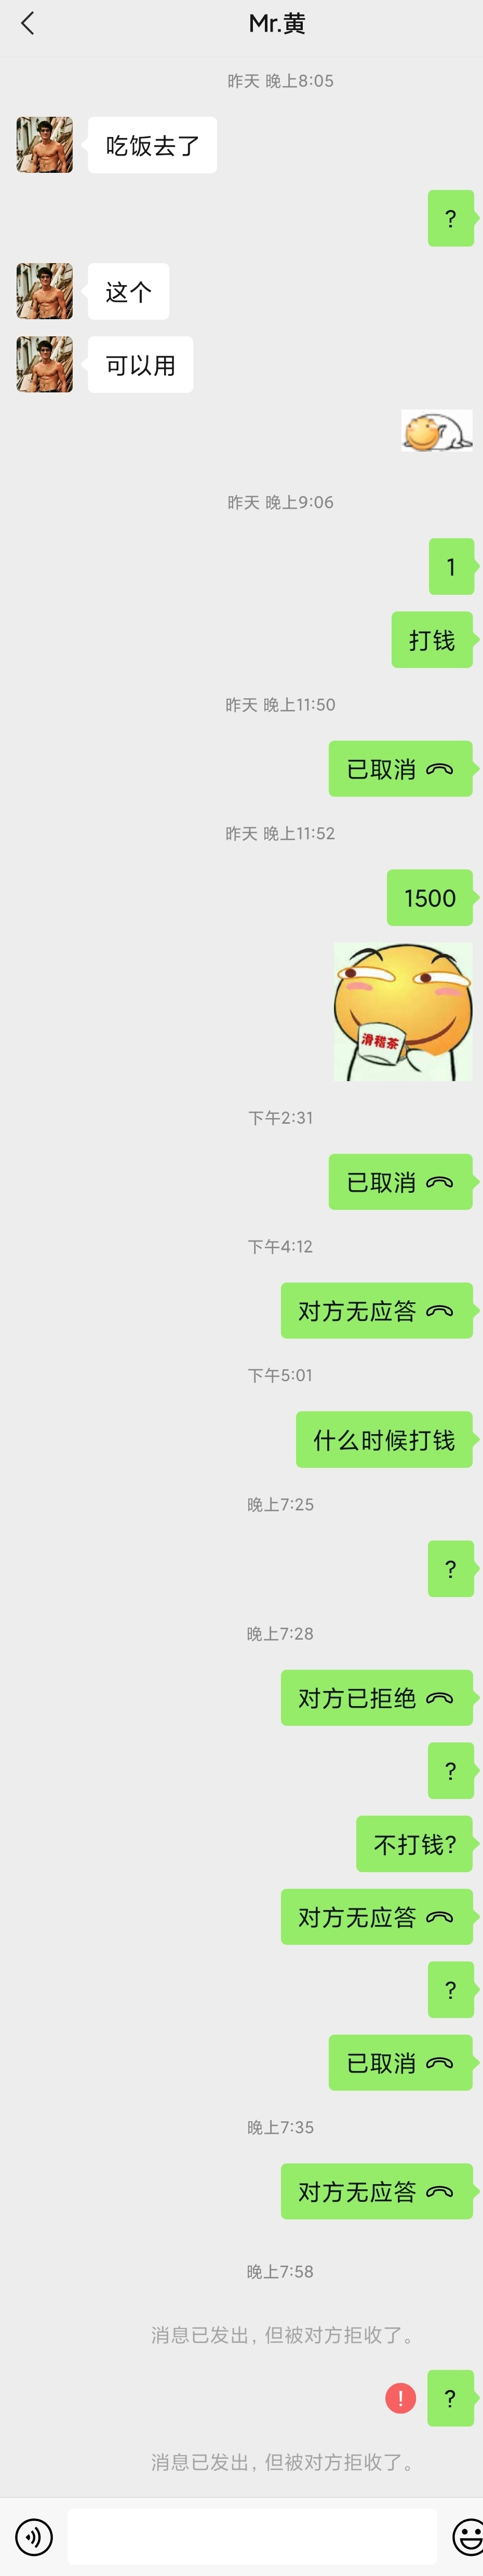 Mr.黄
昨天 晚上8:05
吃饭去了
?
这个
可以用
昨天 晚上9:06
1
打钱
昨天 晚上11:50
已取消
昨天 晚上11:52
1500
滑稽茶
下午2:31
已取消
下午4:12
对方无应答
下午5:01
什么时候打钱
晚上7:25
?
晚上7:28
对方已拒绝
?
不打钱?
对方无应答
?
已取消
晚上7:35
对方无应答
晚上7:58
消息已发出，但被对方拒收了。
! ?
消息已发出，但被对方拒收了。